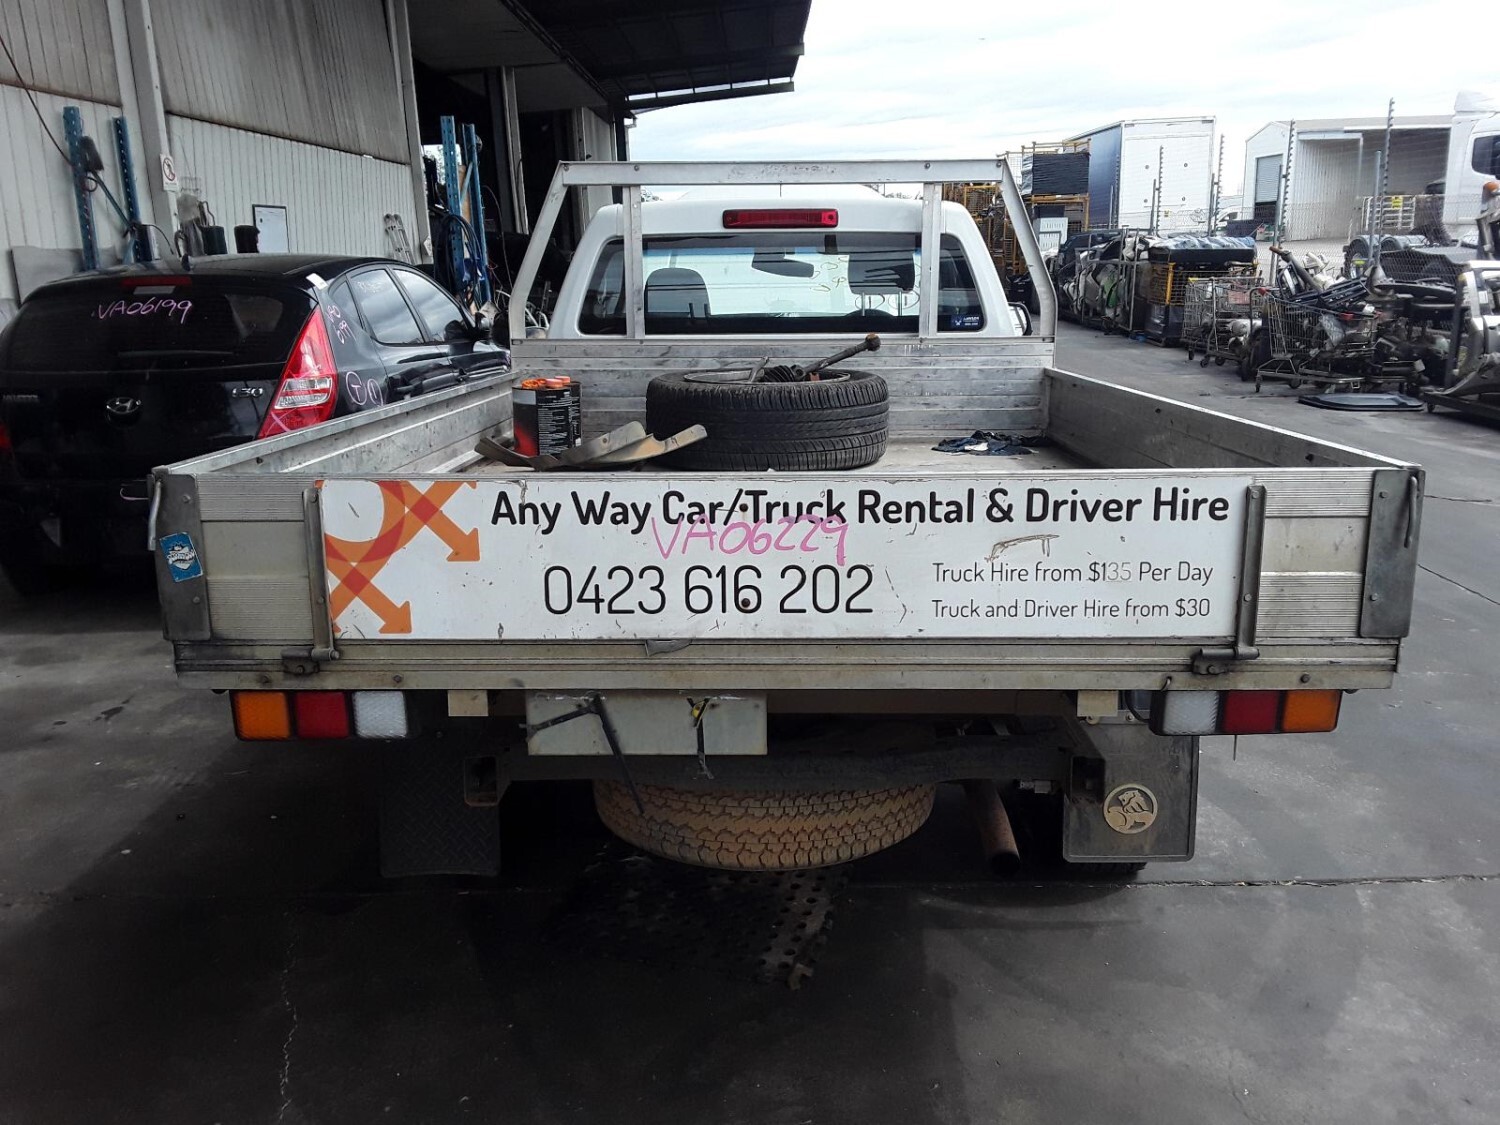 VA06199
i30
Any Way Car/Truck Rental & Driver Hire
VA06229
0423 616 202
Truck Hire from $135 Per Day
Truck and Driver Hire from $30